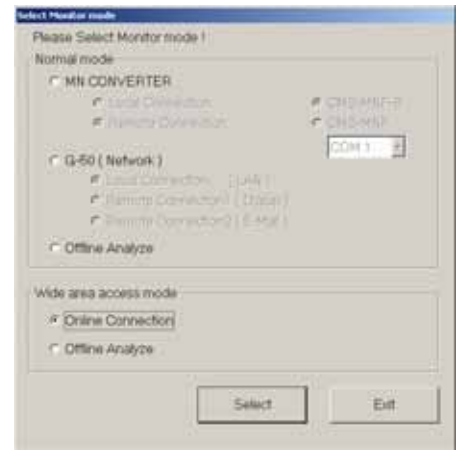 Select Monitor mode
Please Select Monitor mode !
Normal mode
MN CONVERTER
Local Connection
Remote Connection
G-50 ( Network )
COM 1
Local Connection ( LAN )
Remote Connection1 ( Dialup )
Remote Connection2 ( E-Mail )
Offline Analyze
Wide area access mode
Online Connection
Offline Analyze
Select
Exit